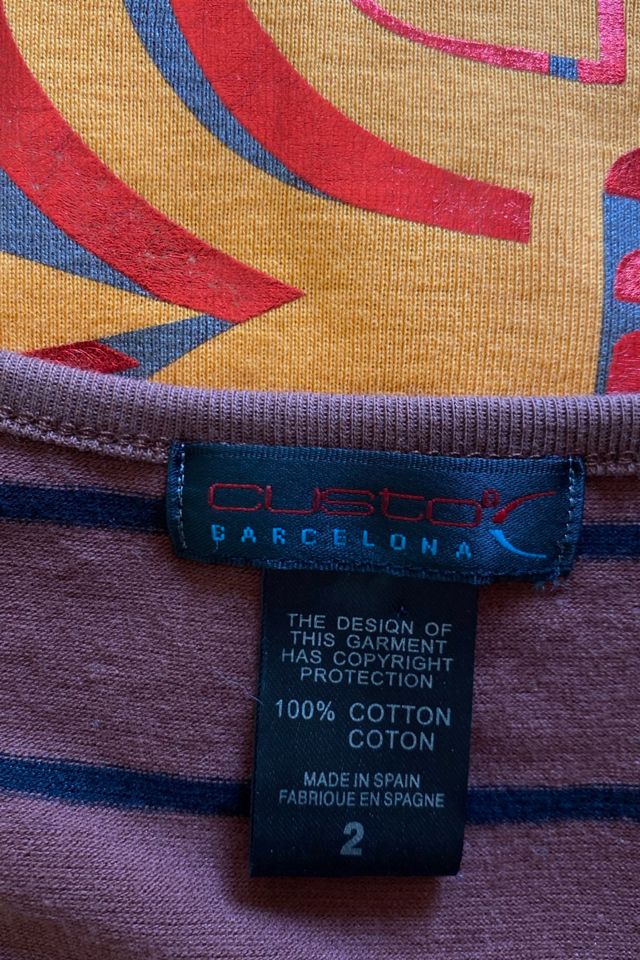 custo
BARCELONA
THE DESIGN OF
THIS GARMENT
HAS COPYRIGHT
PROTECTION
100% COTTON
COTON
MADE IN SPAIN
FABRIQUE EN SPAGNE
2